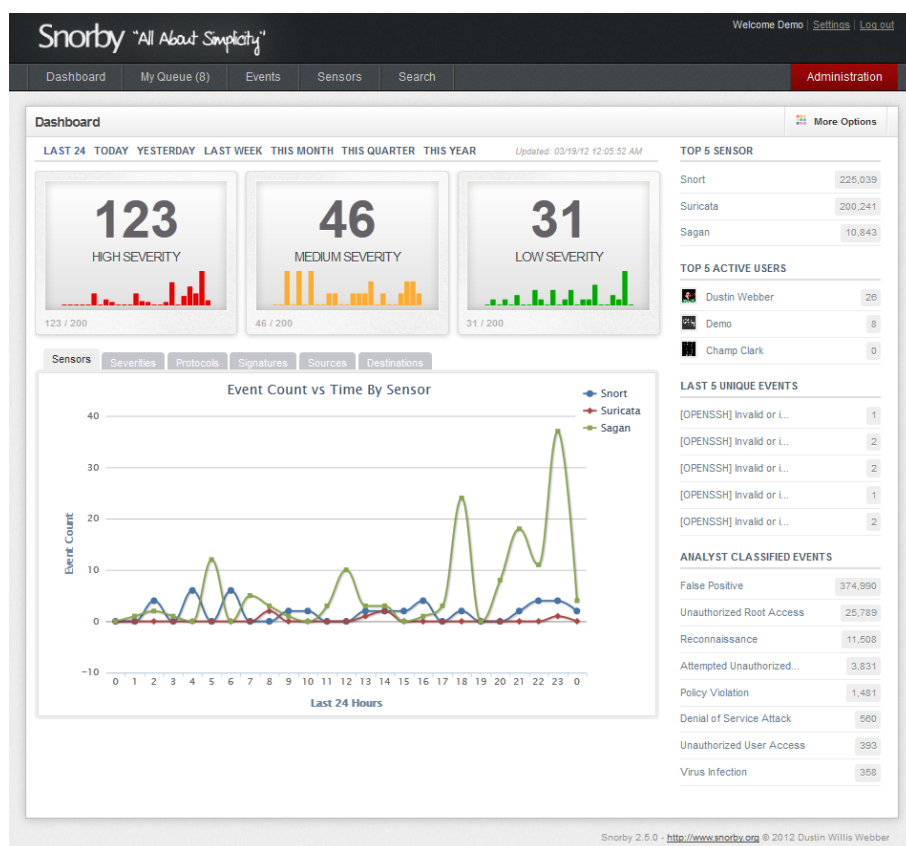 Snorby "All About Simplicity"
Welcome Demo | Settings | Log out
Dashboard My Queue (8) Events Sensors Search Administration
Dashboard
More Options
LAST 24 TODAY YESTERDAY LAST WEEK THIS MONTH THIS QUARTER THIS YEAR
Updated: 03/19/12 12:05:52 AM
123
HIGH SEVERITY
123 / 200
46
MEDIUM SEVERITY
46 / 200
31
LOW SEVERITY
31 / 200
Sensors Severities Protocols Signatures Sources Destinations
Event Count vs Time By Sensor
Snort
Suricata
Sagan
Event Count
40
30
20
10
0
-10
0 1 2 3 4 5 6 7 8 9 10 11 12 13 14 15 16 17 18 19 20 21 22 23 0
Last 24 Hours
TOP 5 SENSOR
Snort 225,039
Suricata 200,241
Sagan 10,843
TOP 5 ACTIVE USERS
Dustin Webber 26
Demo 8
Champ Clark 0
LAST 5 UNIQUE EVENTS
[OPENSSH] Invalid or i... 1
[OPENSSH] Invalid or i... 2
[OPENSSH] Invalid or i... 2
[OPENSSH] Invalid or i... 1
[OPENSSH] Invalid or i... 2
ANALYST CLASSIFIED EVENTS
False Positive 374,990
Unauthorized Root Access 25,789
Reconnaissance 11,508
Attempted Unauthorized... 3,831
Policy Violation 1,481
Denial of Service Attack 560
Unauthorized User Access 393
Virus Infection 358
Snorby 2.5.0 - http://www.snorby.org © 2012 Dustin Willis Webber